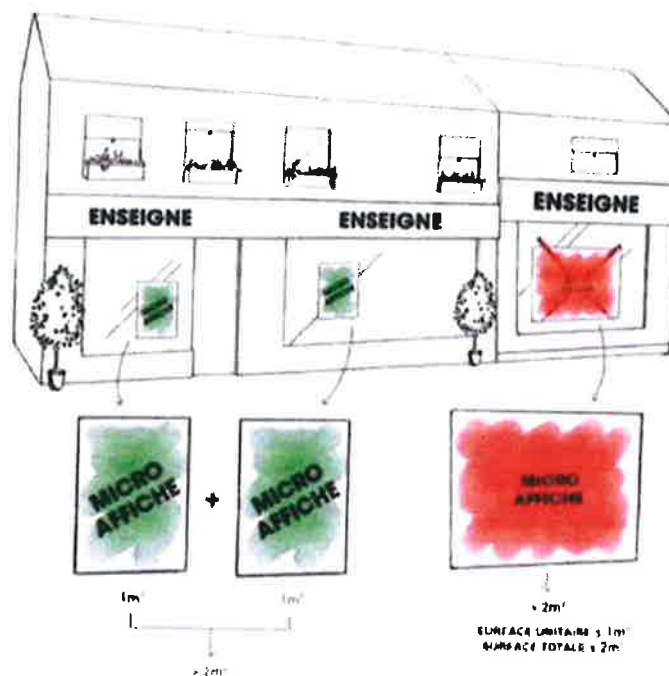 ENSEIGNE
ENSEIGNE
ENSEIGNE
MICRO
AFFICHE
+
MICRO
AFFICHE
MICRO
AFFICHE
1m²
1m²
2m²
2m²
SURFACE UNITAIRE 1m²
SURFACE TOTALE 2m²